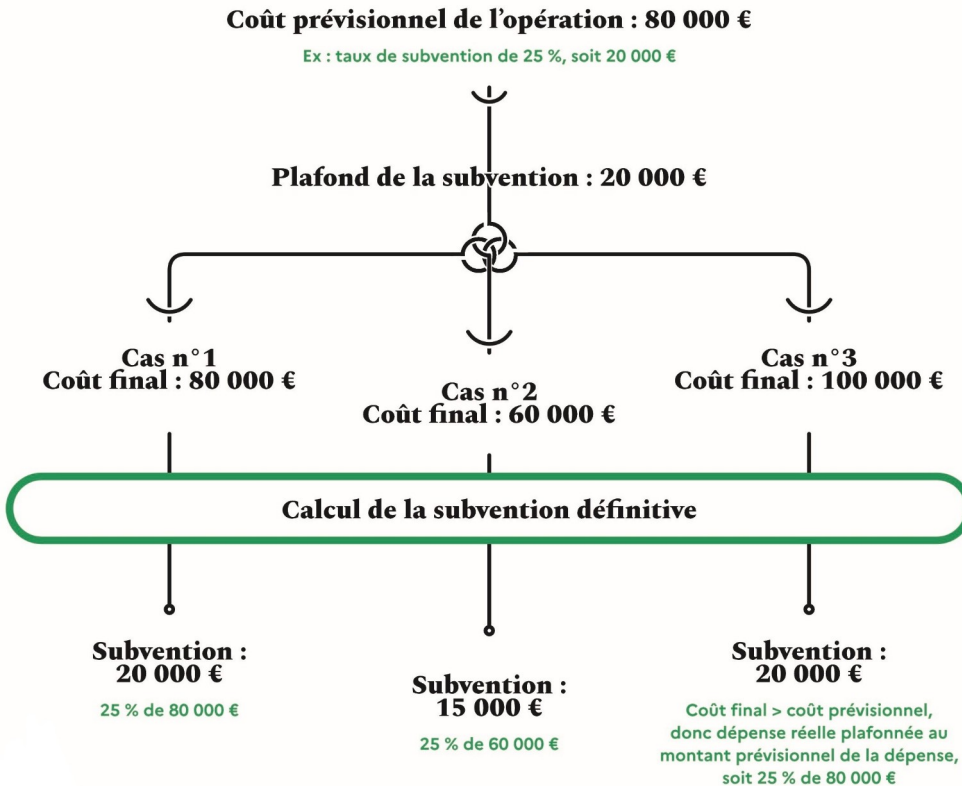 Coût prévisionnel de l’opération : 80 000 €
Ex : taux de subvention de 25 %, soit 20 000 €
Plafond de la subvention : 20 000 €
Cas n°1
Coût final : 80 000 €
Cas n°2
Coût final : 60 000 €
Cas n°3
Coût final : 100 000 €
Calcul de la subvention définitive
Subvention :
20 000 €
25 % de 80 000 €
Subvention :
15 000 €
25 % de 60 000 €
Subvention :
20 000 €
Coût final > coût prévisionnel,
donc dépense réelle plafonnée au
montant prévisionnel de la dépense,
soit 25 % de 80 000 €